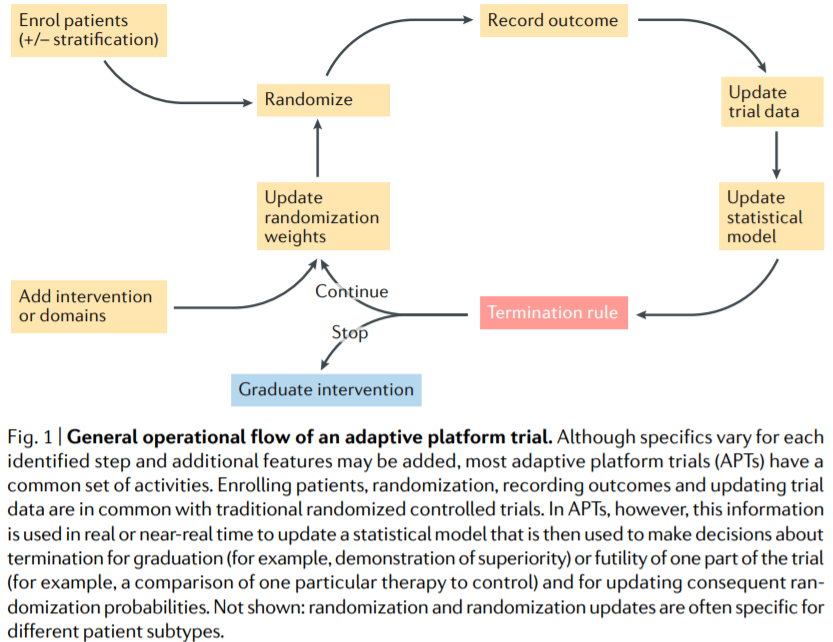 Enrol patients
(+/– stratification)
Record outcome
Randomize
Update
trial data
Update
randomization
weights
Update
statistical
model
Add intervention
or domains
Continue
Termination rule
Stop
Graduate intervention
Fig. 1 | General operational flow of an adaptive platform trial. Although specifics vary for each
identified step and additional features may be added, most adaptive platform trials (APTs) have a
common set of activities. Enrolling patients, randomization, recording outcomes and updating trial
data are in common with traditional randomized controlled trials. In APTs, however, this information
is used in real or near-real time to update a statistical model that is then used to make decisions about
termination for graduation (for example, demonstration of superiority) or futility of one part of the trial
(for example, a comparison of one particular therapy to control) and for updating consequent ran-
domization probabilities. Not shown: randomization and randomization updates are often specific for
different patient subtypes.